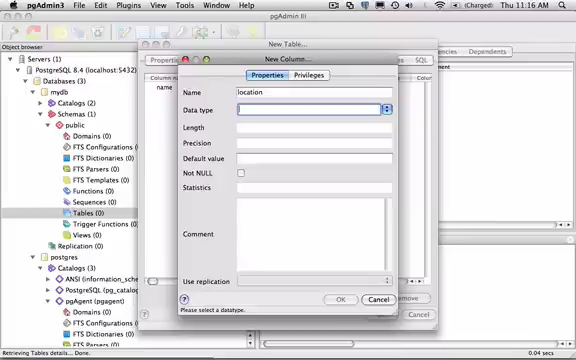 pgAdmin3 File Edit Plugins View Tools Help (Charged) Thu 11:16 AM
pgAdmin III
Object browser
Servers (1)
PostgreSQL 8.4 (localhost:5432)
Databases (3)
mydb
Catalogs (2)
Schemas (1)
public
Domains (0)
FTS Configurations (0)
FTS Dictionaries (0)
FTS Parsers (0)
FTS Templates (0)
Functions (0)
Sequences (0)
Tables (0)
Trigger Functions (0)
Views (0)
Replication (0)
postgres
Catalogs (3)
ANSI (information_sche
PostgreSQL (pg_catalog
pgAgent (pgagent)
Domains (0)
FTS Configurations (0)
FTS Dictionaries (0)
FTS Parsers (0)
Retrieving Tables details... Done.
New Table...
Properties
SQL
Column na
Colun
name
Dependents
New Column...
Properties Privileges
Name location
Data type
Length
Precision
Default value
Not NULL
Statistics
Comment
Use replication
? OK Cancel
Please select a datatype.
Cancel
0.04 secs